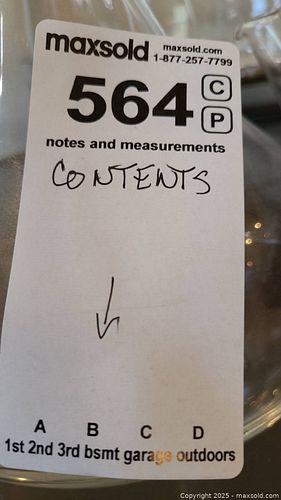 maxsold maxsold.com
1-877-257-7799
564 C
P
notes and measurements
CONTENTS
A B C D
1st 2nd 3rd bsmt garage outdoors
Copyright 2025 - maxsold.com